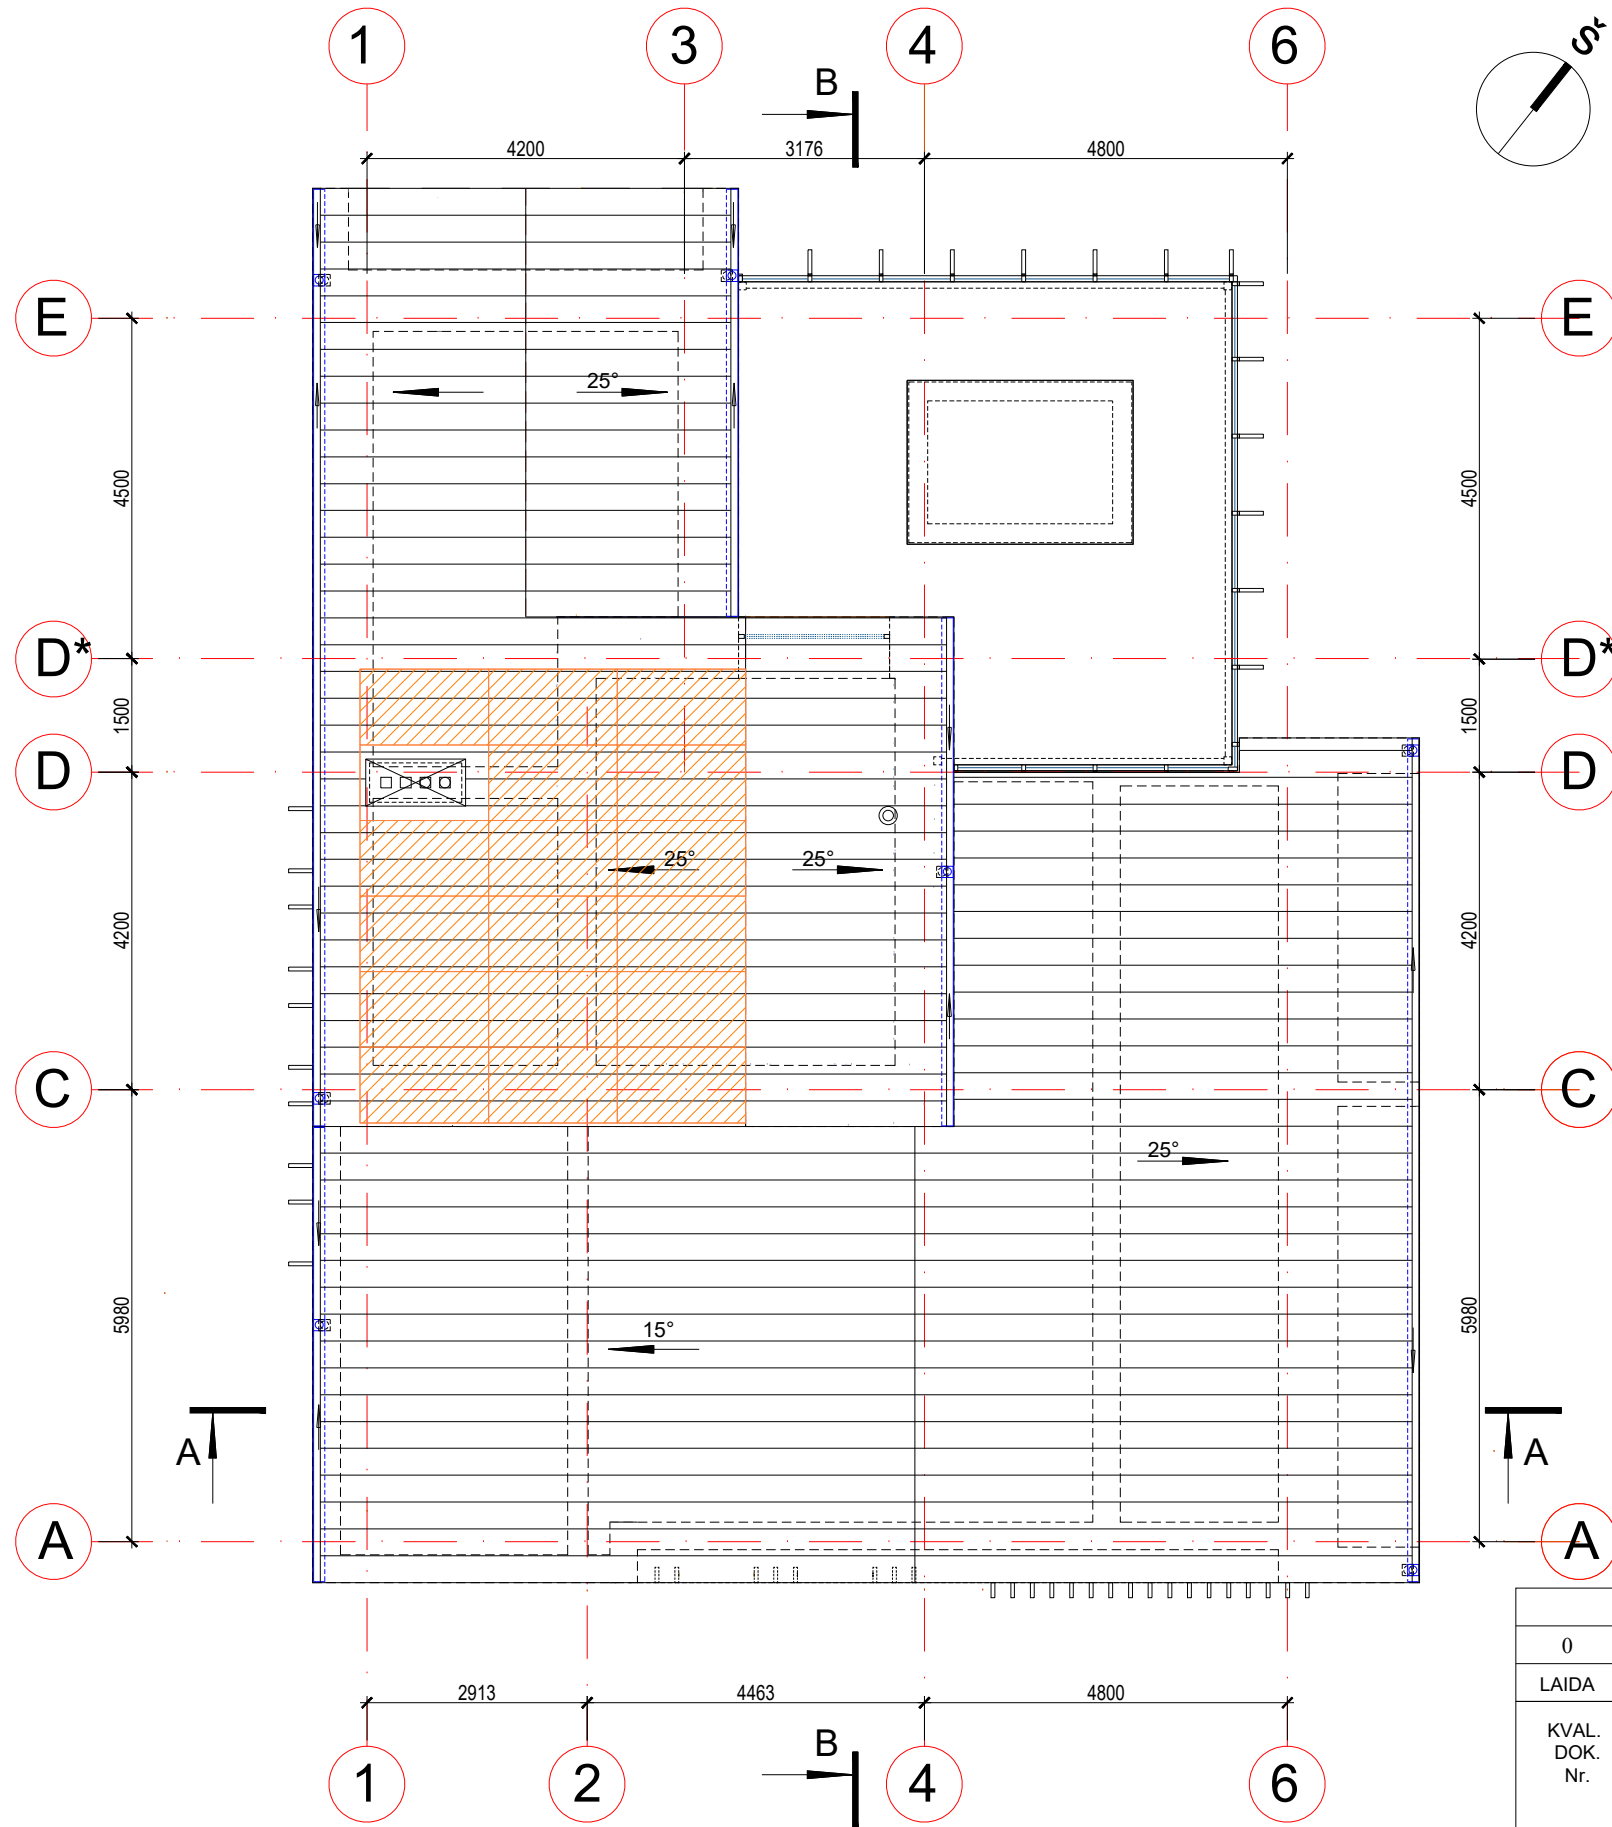 1 3 4 6
Š
B
4200 3176 4800
E E
25°
4500 4500
D* D*
1500 1500
D D
25° 25°
4200 4200
C C
25°
5980 5980
15°
A A
A A
0
LAIDA
2913 4463 4800
KVAL.
DOK.
Nr.
B
1 2 4 6